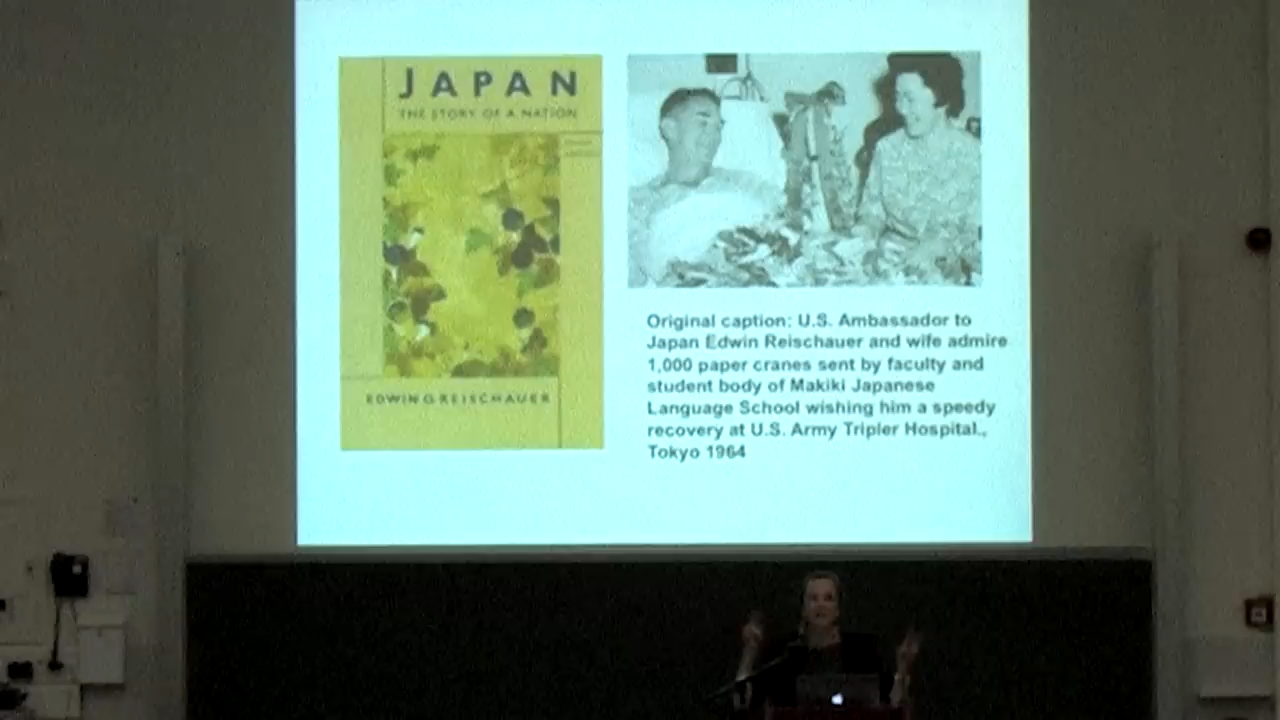 JAPAN
THE STORY OF A NATION
EDWIN O. REISCHAUER
Original caption: U.S. Ambassador to
Japan Edwin Reischauer and wife admire
1,000 paper cranes sent by faculty and
student body of Makiki Japanese
Language School wishing him a speedy
recovery at U.S. Army Tripler Hospital.,
Tokyo 1964